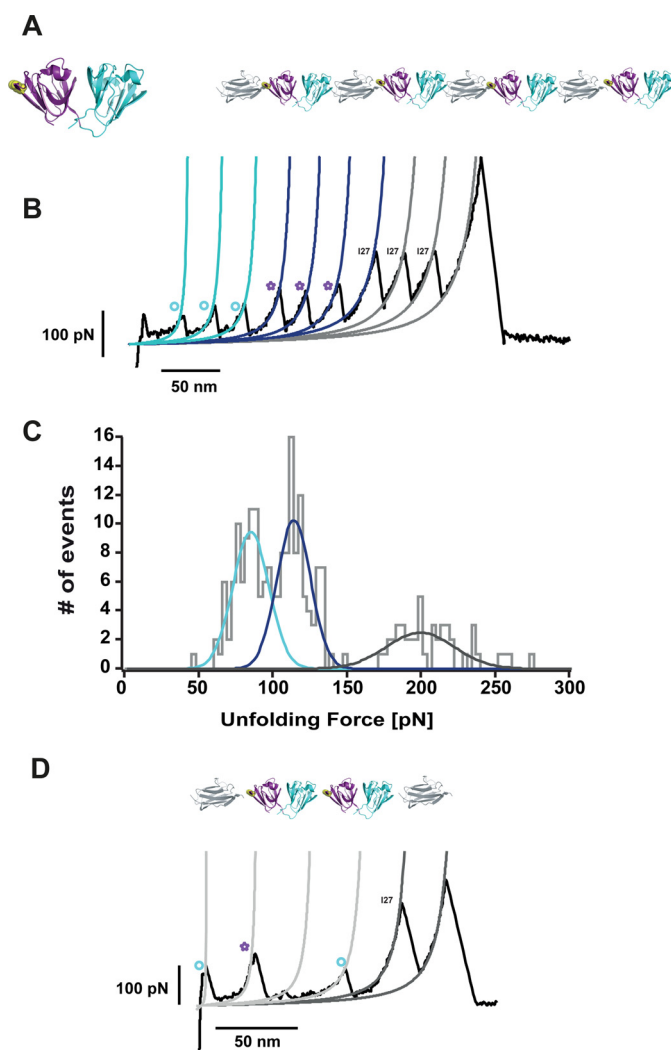 A
B
I27 I27 I27
100 pN
50 nm
C
16
14
12
10
8
6
4
2
0
# of events
0 50 100 150 200 250 300
Unfolding Force [pN]
D
I27
100 pN
50 nm